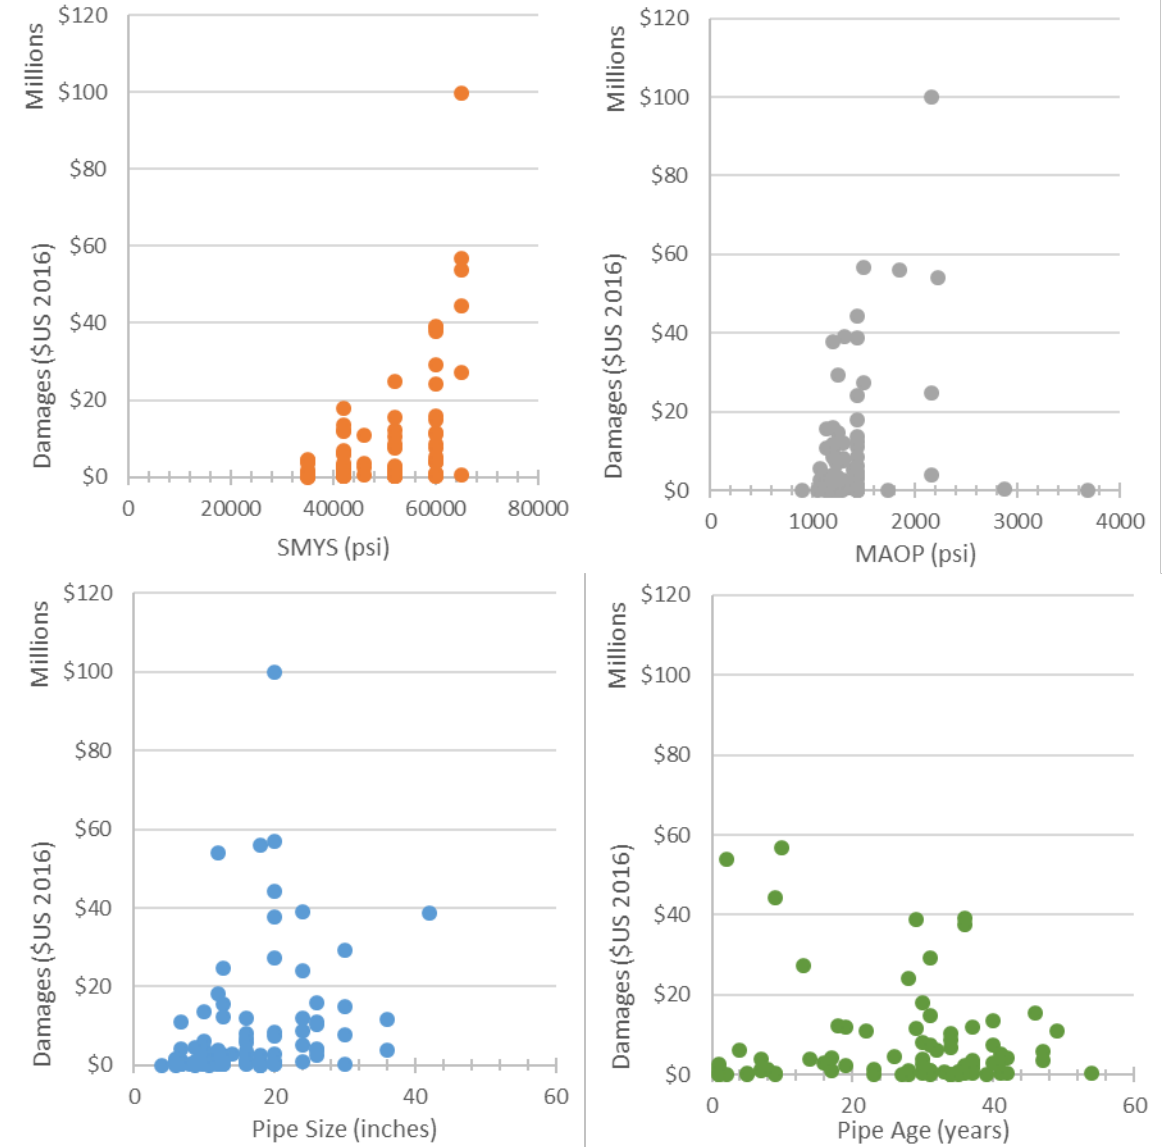 Millions
Damages ($US 2016)
$120
$100
$80
$60
$40
$20
$0
0 20000 40000 60000 80000
SMYS (psi)
Millions
Damages ($US 2016)
$120
$100
$80
$60
$40
$20
$0
0 1000 2000 3000 4000
MAOP (psi)
Millions
Damages ($US 2016)
$120
$100
$80
$60
$40
$20
$0
0 20 40 60
Pipe Size (inches)
Millions
Damages ($US 2016)
$120
$100
$80
$60
$40
$20
$0
0 20 40 60
Pipe Age (years)